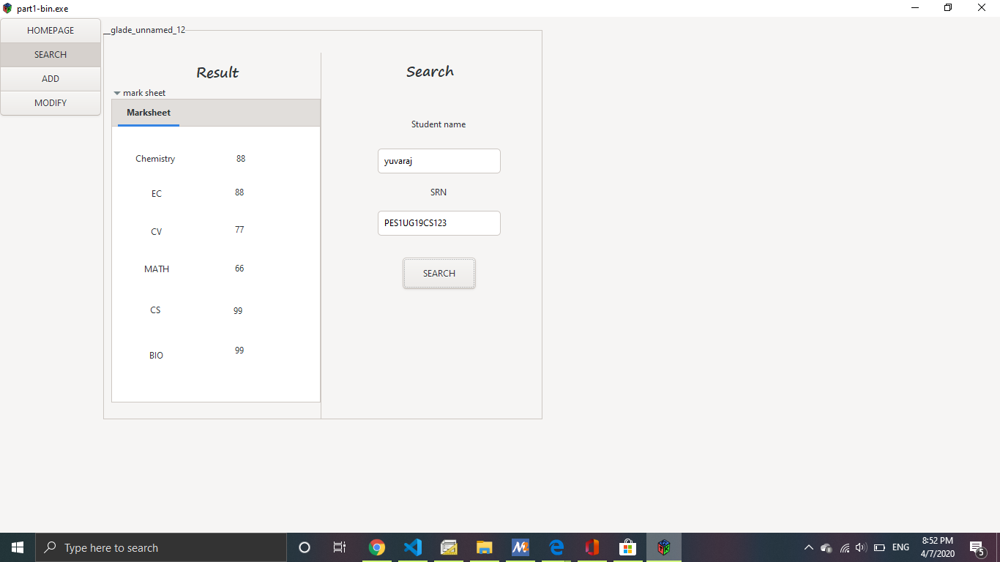 part1-bin.exe
HOMEPAGE
SEARCH
ADD
MODIFY
__glade_unnamed_12
Result
mark sheet
Marksheet
Chemistry 88
EC 88
CV 77
MATH 66
CS 99
BIO 99
Search
Student name
yuvaraj
SRN
PES1UG19CS123
SEARCH
Type here to search
ENG
8:52 PM
4/7/2020
5